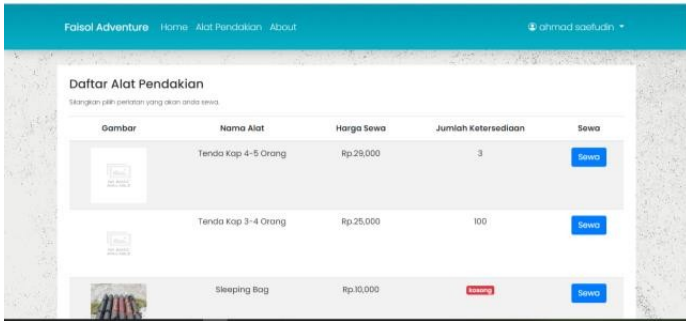 Faisol Adventure Home Alat Pendakian About ahmad saefudin
Daftar Alat Pendakian
Silangkan pilih perlatan yang akan anda sewa.
Gambar Nama Alat Harga Sewa Jumlah Ketersediaan Sewa
Tenda Kap 4-5 Orang Rp.29,000 3 Sewa
Tenda Kap 3-4 Orang Rp.25,000 100 Sewa
Sleeping Bag Rp.10,000 kosong Sewa